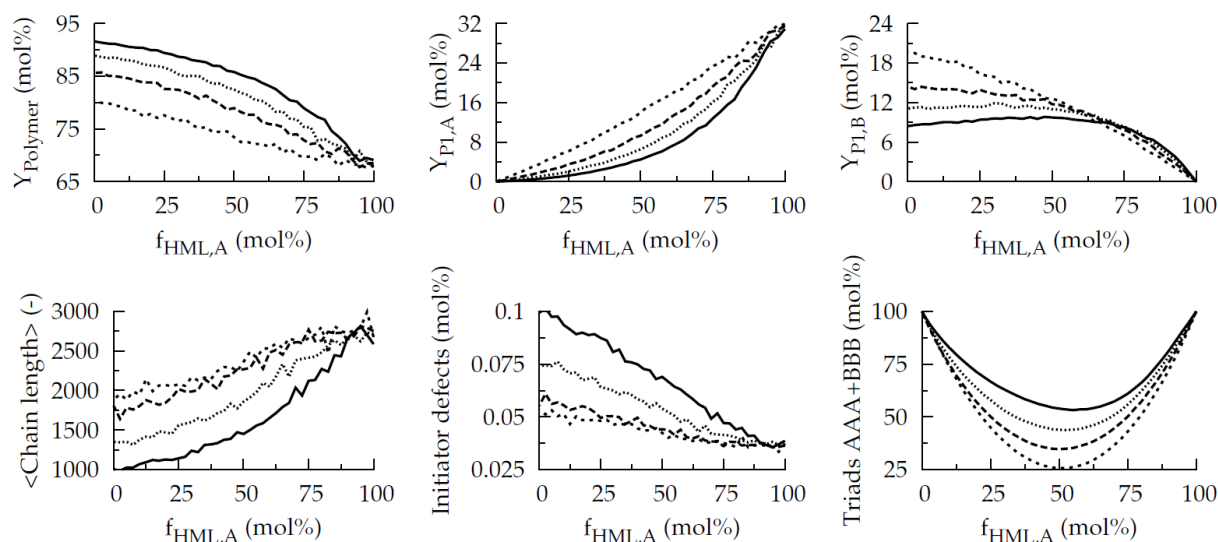 Y_Polymer (mol%)
95
85
75
65
0 25 50 75 100
f_HML,A (mol%)
Y_P1,A (mol%)
32
24
16
8
0
0 25 50 75 100
f_HML,A (mol%)
Y_P1,B (mol%)
24
18
12
6
0
0 25 50 75 100
f_HML,A (mol%)
<Chain length> (-)
3000
2500
2000
1500
1000
0 25 50 75 100
f_HML,A (mol%)
Initiator defects (mol%)
0.1
0.075
0.05
0.025
0 25 50 75 100
f_HML,A (mol%)
Triads AAA+BBB (mol%)
100
75
50
25
0 25 50 75 100
f_HML,A (mol%)